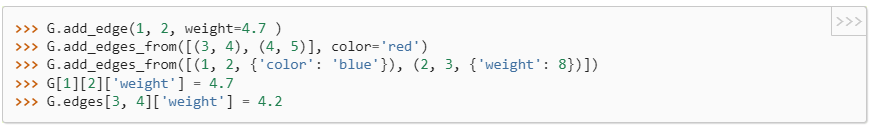 >>>
>>> G.add_edge(1, 2, weight=4.7 )
>>> G.add_edges_from([(3, 4), (4, 5)], color='red')
>>> G.add_edges_from([(1, 2, {'color': 'blue'}), (2, 3, {'weight': 8})])
>>> G[1][2]['weight'] = 4.7
>>> G.edges[3, 4]['weight'] = 4.2